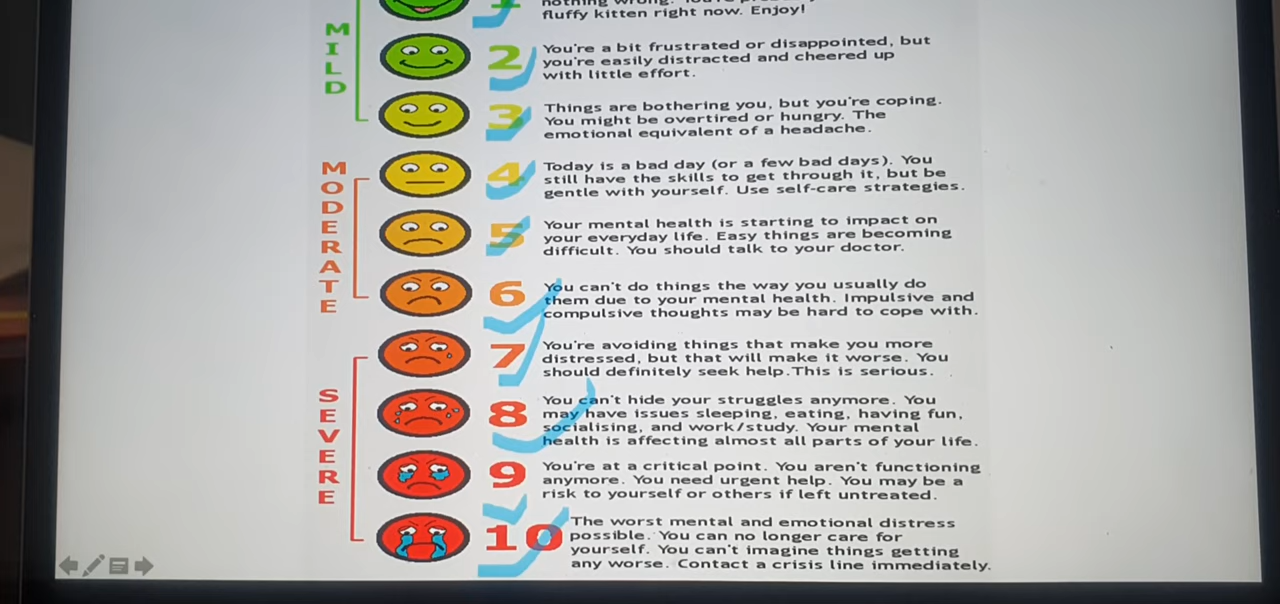 fluffy kitten right now. Enjoy!
MILD
2
You're a bit frustrated or disappointed, but
you're easily distracted and cheered up
with little effort.
3
Things are bothering you, but you're coping.
You might be overtired or hungry. The
emotional equivalent of a headache.
MODERATE
4
Today is a bad day (or a few bad days). You
still have the skills to get through it, but be
gentle with yourself. Use self-care strategies.
5
Your mental health is starting to impact on
your everyday life. Easy things are becoming
difficult. You should talk to your doctor.
6
You can't do things the way you usually do
them due to your mental health. Impulsive and
compulsive thoughts may be hard to cope with.
SEVERE
7
You're avoiding things that make you more
distressed, but that will make it worse. You
should definitely seek help.This is serious.
8
You can't hide your struggles anymore. You
may have issues sleeping, eating, having fun,
socialising, and work/study. Your mental
health is affecting almost all parts of your life.
9
You're at a critical point. You aren't functioning
anymore. You need urgent help. You may be a
risk to yourself or others if left untreated.
10
The worst mental and emotional distress
possible. You can no longer care for
yourself. You can't imagine things getting
any worse. Contact a crisis line immediately.